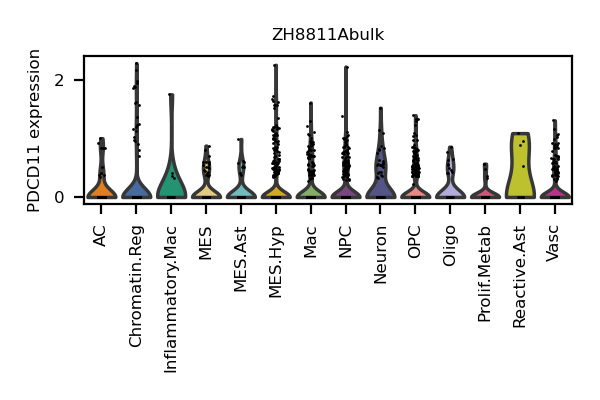 ZH8811Abulk
PDCD11 expression
2
0
AC
Chromatin.Reg
Inflammatory.Mac
MES
MES.Ast
MES.Hyp
Mac
NPC
Neuron
OPC
Oligo
Prolif.Metab
Reactive.Ast
Vasc